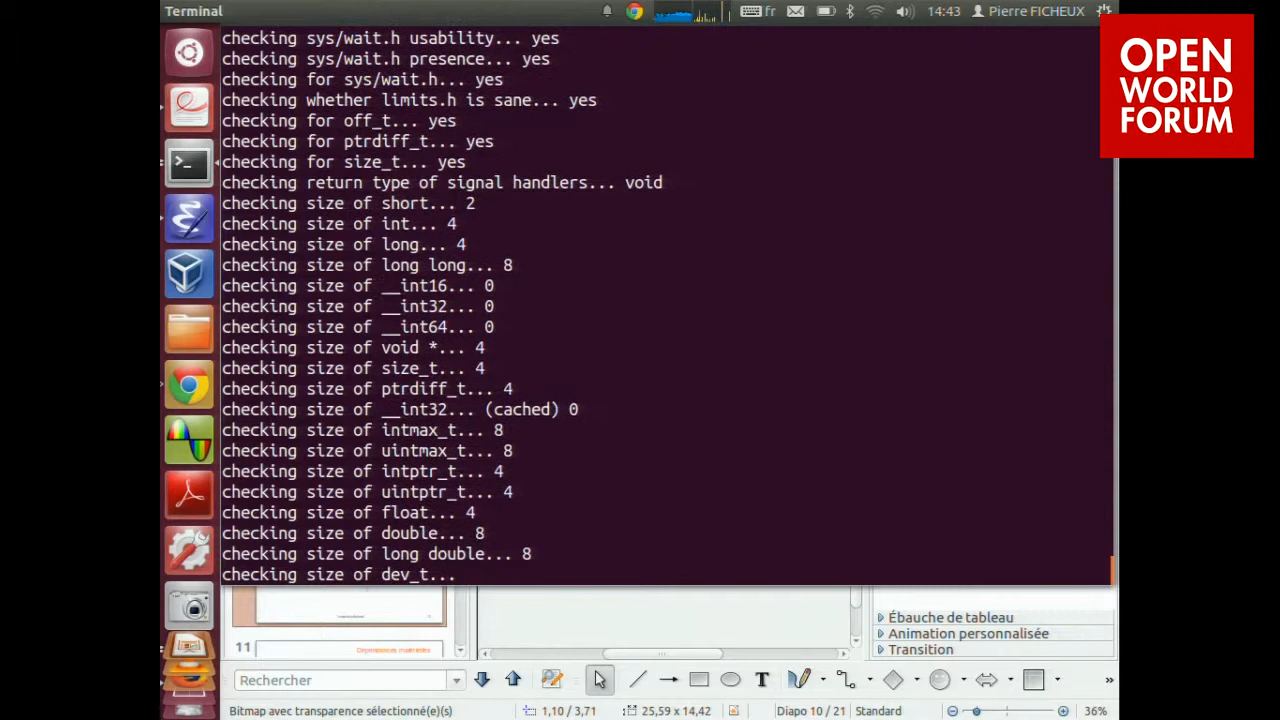 Terminal
fr
14:43
Pierre FICHEUX
OPEN
WORLD
FORUM
checking sys/wait.h usability... yes
checking sys/wait.h presence... yes
checking for sys/wait.h... yes
checking whether limits.h is sane... yes
checking for off_t... yes
checking for ptrdiff_t... yes
checking for size_t... yes
checking return type of signal handlers... void
checking size of short... 2
checking size of int... 4
checking size of long... 4
checking size of long long... 8
checking size of __int16... 0
checking size of __int32... 0
checking size of __int64... 0
checking size of void *... 4
checking size of size_t... 4
checking size of ptrdiff_t... 4
checking size of __int32... (cached) 0
checking size of intmax_t... 8
checking size of uintmax_t... 8
checking size of intptr_t... 4
checking size of uintptr_t... 4
checking size of float... 4
checking size of double... 8
checking size of long double... 8
checking size of dev_t...
11
Dépendances matérielles
Ébauche de tableau
Animation personnalisée
Transition
Rechercher
Bitmap avec transparence sélectionné(e)(s)
1,10 / 3,71
25,59 x 14,42
Diapo 10 / 21
Standard
36%